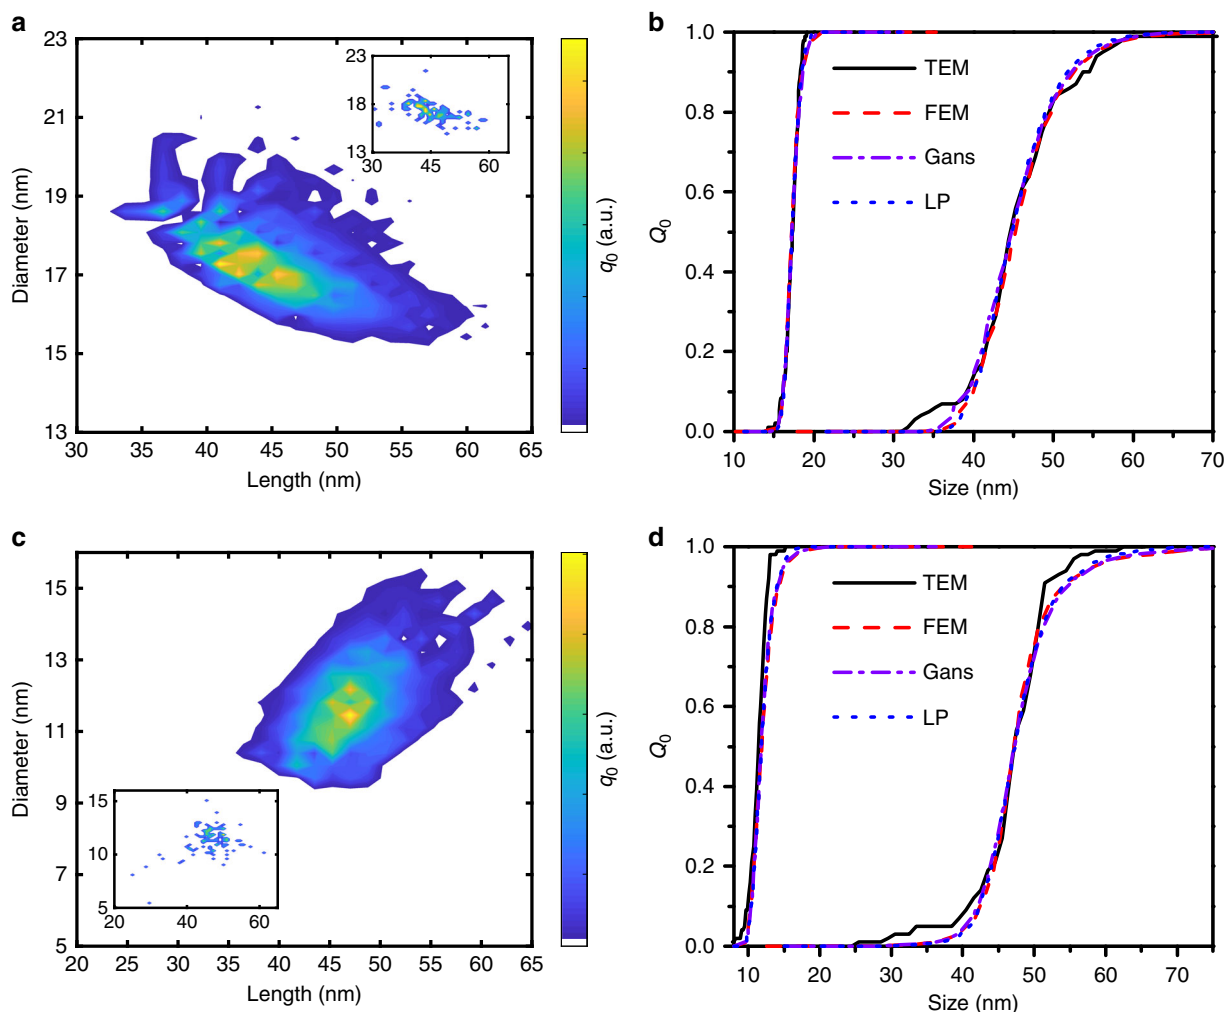 a
23
21
19
17
15
13
Diameter (nm)
30 35 40 45 50 55 60 65
Length (nm)
23
18
13
30 45 60
q0 (a.u.)
b
1.0
0.8
0.6
0.4
0.2
0.0
Q0
TEM
FEM
Gans
LP
10 20 30 40 50 60 70
Size (nm)
c
15
13
11
9
7
5
Diameter (nm)
15
10
5
20 40 60
20 25 30 35 40 45 50 55 60 65
Length (nm)
q0 (a.u.)
d
1.0
0.8
0.6
0.4
0.2
0.0
Q0
TEM
FEM
Gans
LP
10 20 30 40 50 60 70
Size (nm)